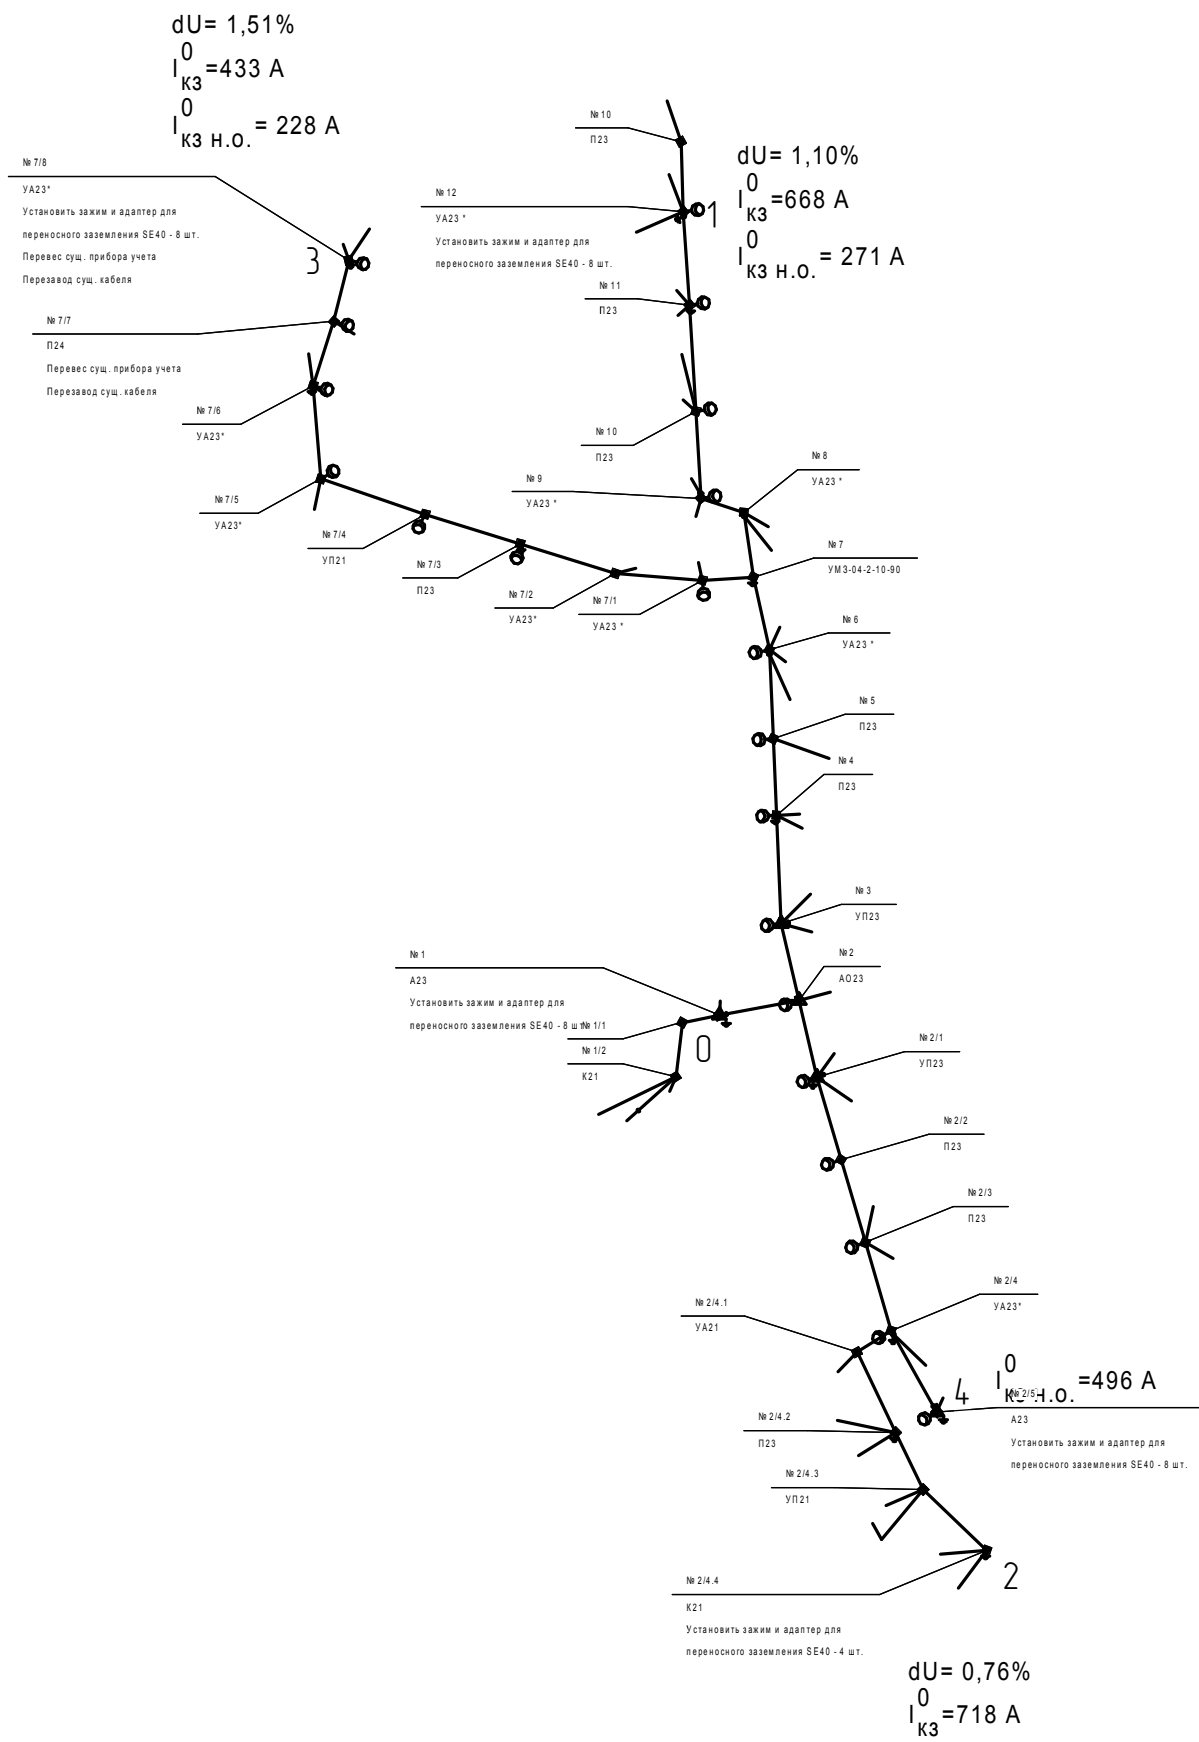 dU= 1,51%
I⁰кз=433 А
I⁰кз н.о.= 228 А
№ 7/8
УА23*
Установить зажим и адаптер для
переносного заземления SE40 - 8 шт.
Перевес сущ. прибора учета
Перезавод сущ. кабеля
3
№ 7/7
П24
Перевес сущ. прибора учета
Перезавод сущ. кабеля
№ 7/6
УА23*
№ 7/5
УА23*
№ 7/4
УП21
№ 7/3
П23
№ 7/2
УА23*
№ 7/1
УА23 *
№ 10
П23
№ 12
УА23 *
Установить зажим и адаптер для
переносного заземления SE40 - 8 шт.
1
dU= 1,10%
I⁰кз=668 А
I⁰кз н.о.= 271 А
№ 11
П23
№ 10
П23
№ 9
УА23 *
№ 8
УА23 *
№ 7
УМЗ-04-2-10-90
№ 6
УА23 *
№ 5
П23
№ 4
П23
№ 3
УП23
№ 2
АО23
№ 1
А23
Установить зажим и адаптер для
переносного заземления SE40 - 8 шт.
№ 1/1
0
№ 1/2
К21
№ 2/1
УП23
№ 2/2
П23
№ 2/3
П23
№ 2/4
УА23*
№ 2/4.1
УА21
4
I⁰кз н.о.=496 А
№ 2/5
А23
Установить зажим и адаптер для
переносного заземления SE40 - 8 шт.
№ 2/4.2
П23
№ 2/4.3
УП21
2
№ 2/4.4
К21
Установить зажим и адаптер для
переносного заземления SE40 - 4 шт.
dU= 0,76%
I⁰кз=718 А